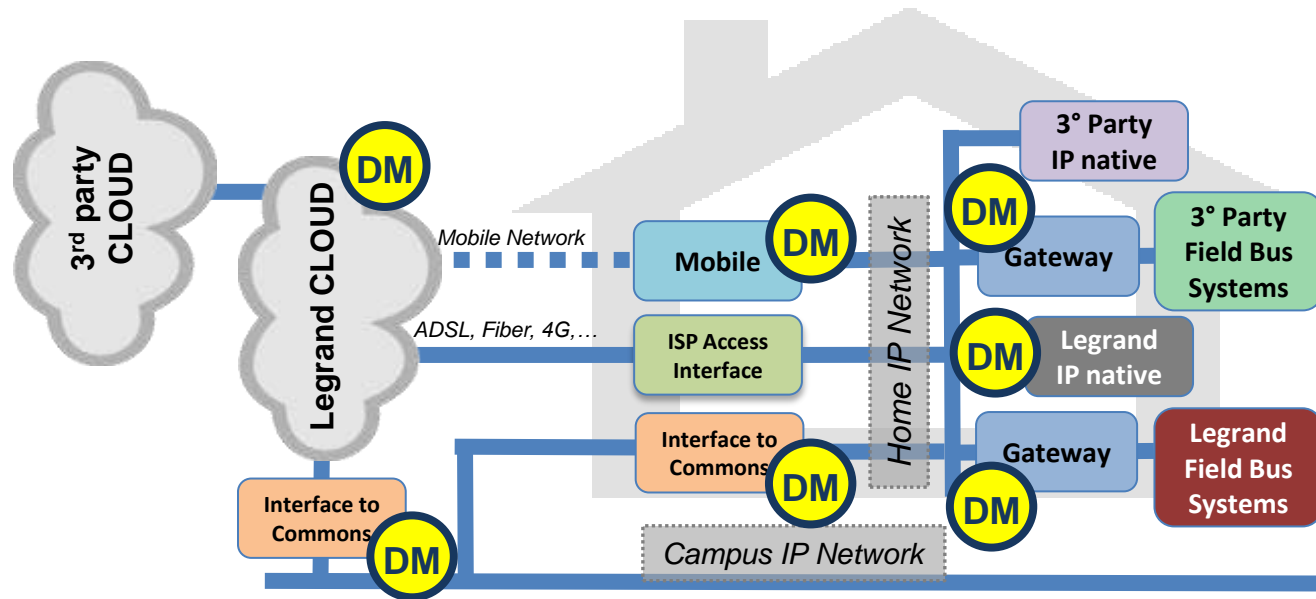 3rd party
CLOUD
Legrand CLOUD
DM
Mobile Network
ADSL, Fiber, 4G,...
Interface to
Commons
DM
Mobile
DM
ISP Access
Interface
Interface to
Commons
DM
Home IP Network
Campus IP Network
3° Party
IP native
DM
Gateway
3° Party
Field Bus
Systems
DM
Legrand
IP native
Gateway
DM
Legrand
Field Bus
Systems